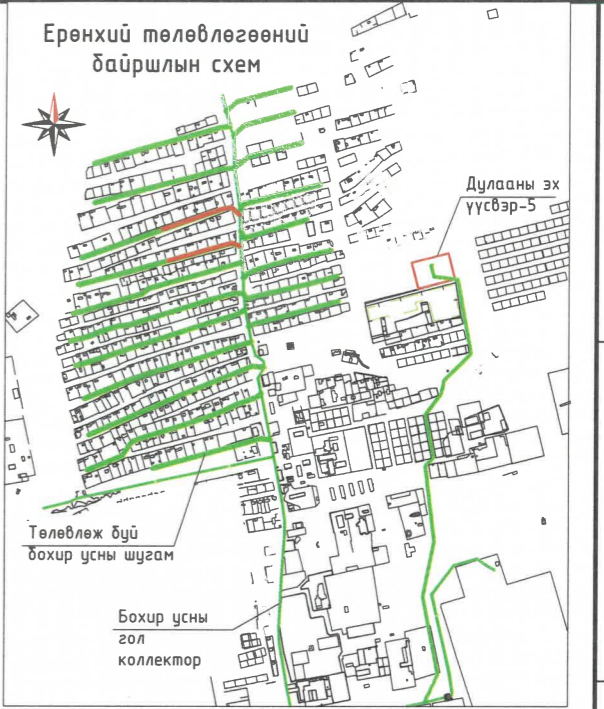 Ерөнхий төлөвлөгөөний
байршлын схем
Дулааны эх
үүсвэр-5
Төлөвлөж буй
бохир усны шугам
Бохир усны
гол
коллектор